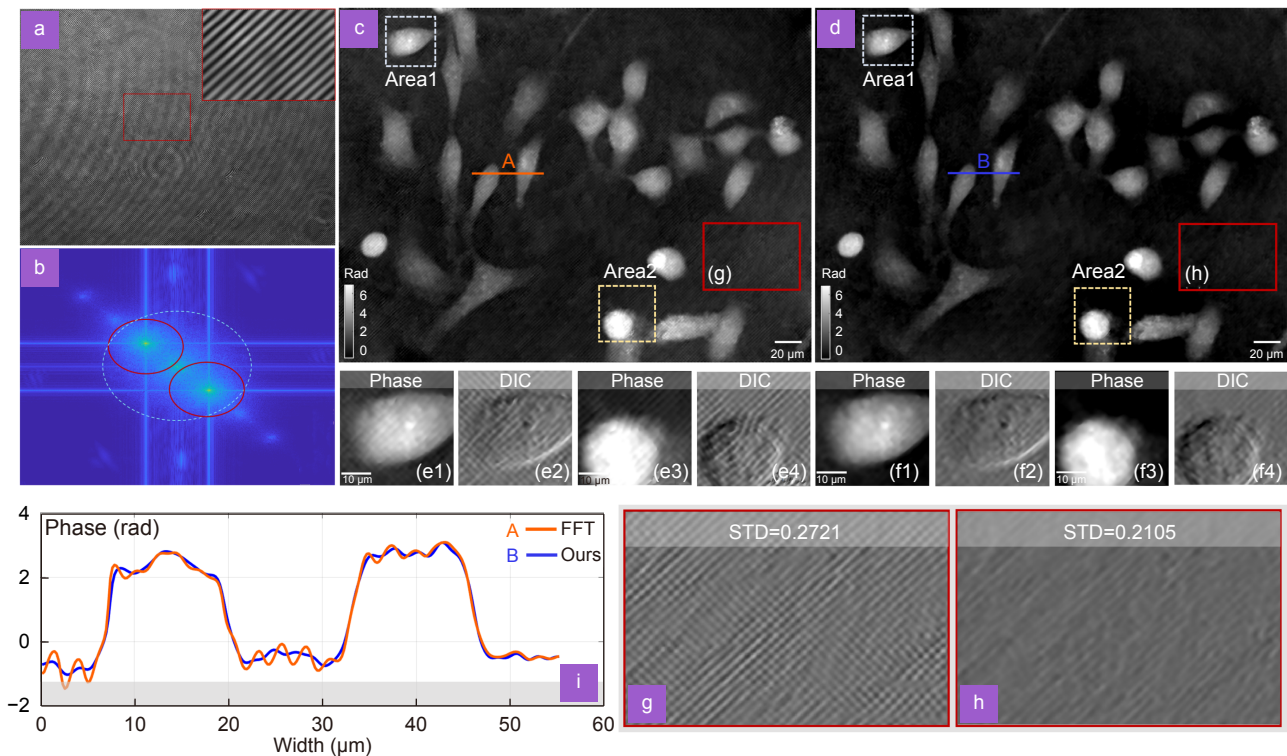 a
b
c
Area1
A
Area2
(g)
Rad
6
4
2
0
20 μm
d
Area1
B
Area2
(h)
Rad
6
4
2
0
20 μm
Phase
10 μm
(e1)
DIC
(e2)
Phase
10 μm
(e3)
DIC
(e4)
Phase
10 μm
(f1)
DIC
(f2)
Phase
10 μm
(f3)
DIC
(f4)
Phase (rad)
A FFT
B Ours
4
2
0
−2
0 10 20 30 40 50 60
Width (μm)
i
STD=0.2721
g
STD=0.2105
h